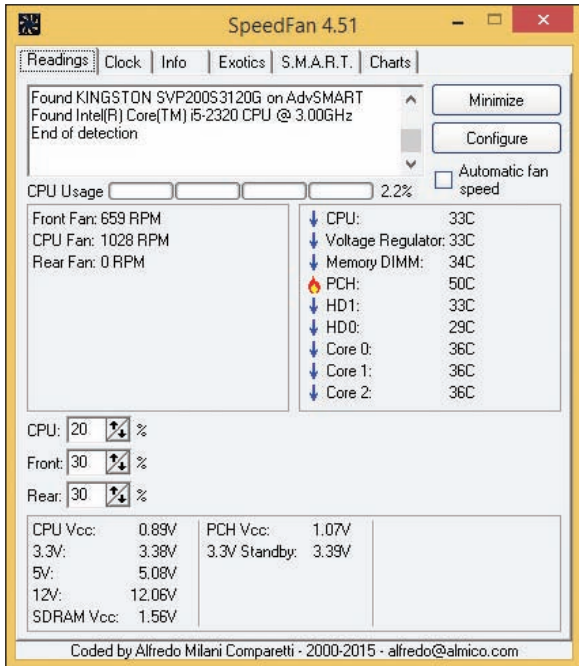 SpeedFan 4.51
Readings Clock Info Exotics S.M.A.R.T. Charts
Found KINGSTON SVP200S3120G on AdvSMART
Found Intel(R) Core(TM) i5-2320 CPU @ 3.00GHz
End of detection
Minimize
Configure
Automatic fan
speed
CPU Usage 2.2%
Front Fan: 659 RPM
CPU Fan: 1028 RPM
Rear Fan: 0 RPM
CPU: 33C
Voltage Regulator: 33C
Memory DIMM: 34C
PCH: 50C
HD1: 33C
HD0: 29C
Core 0: 36C
Core 1: 36C
Core 2: 36C
CPU: 20 %
Front: 30 %
Rear: 30 %
CPU Vcc: 0.89V
3.3V: 3.38V
5V: 5.08V
12V: 12.06V
SDRAM Vcc: 1.56V
PCH Vcc: 1.07V
3.3V Standby: 3.39V
Coded by Alfredo Milani Comparetti - 2000-2015 - alfredo@almico.com